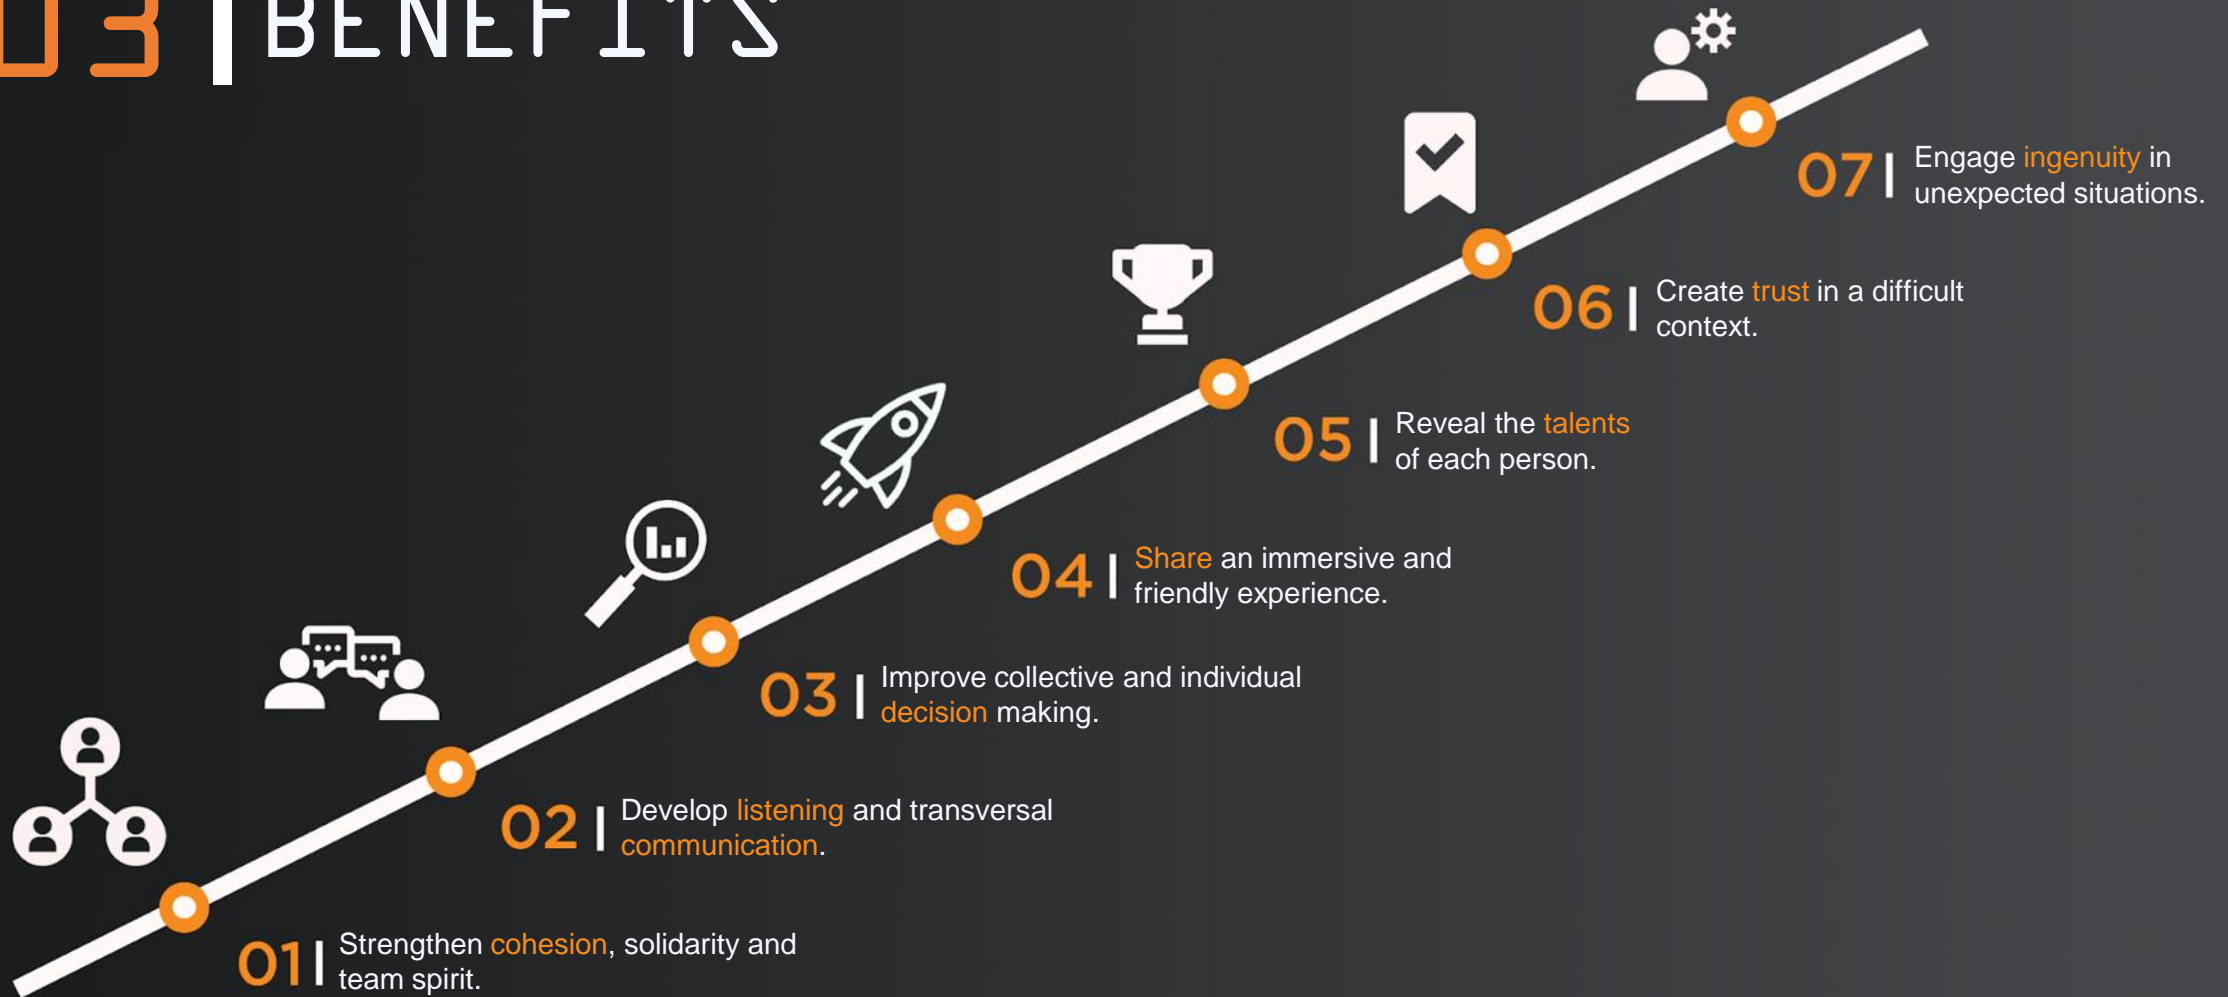 03 | BENEFITS
07 | Engage ingenuity in
unexpected situations.
06 | Create trust in a difficult
context.
05 | Reveal the talents
of each person.
04 | Share an immersive and
friendly experience.
03 | Improve collective and individual
decision making.
02 | Develop listening and transversal
communication.
01 | Strengthen cohesion, solidarity and
team spirit.